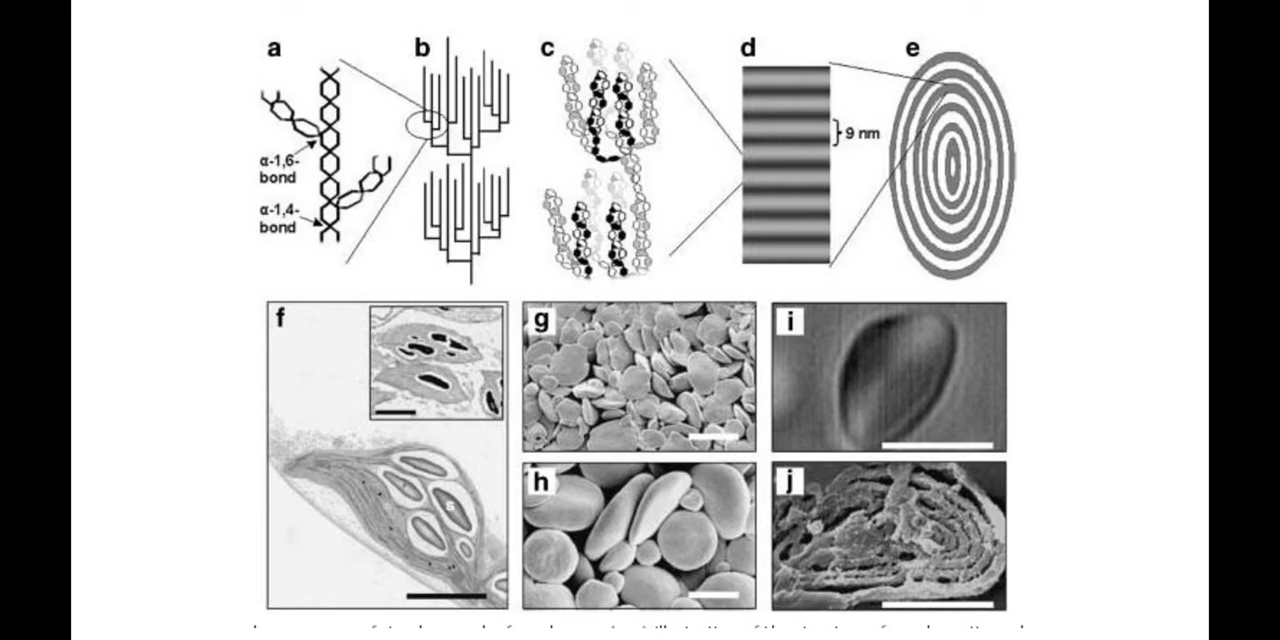 a b c d e
α-1,6-
bond
α-1,4-
bond
9 nm
f g i
s
h j